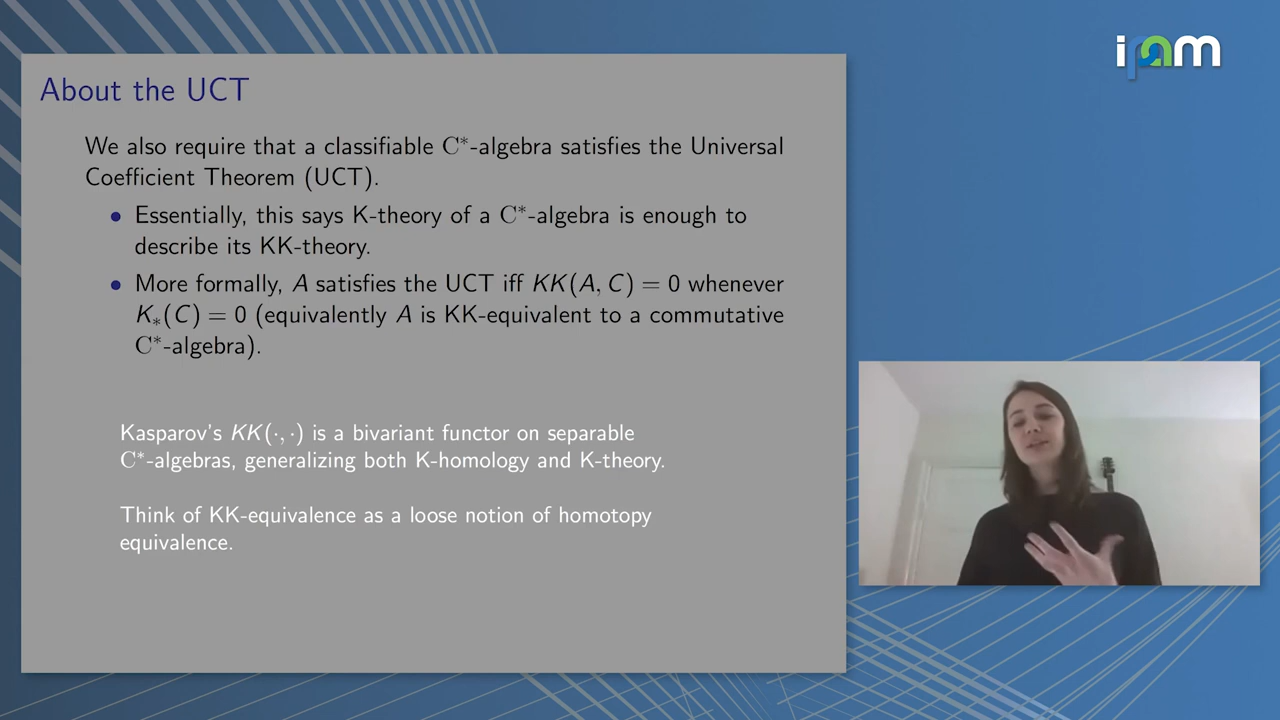 ipam
About the UCT
We also require that a classifiable C*-algebra satisfies the Universal
Coefficient Theorem (UCT).
• Essentially, this says K-theory of a C*-algebra is enough to
describe its KK-theory.
• More formally, A satisfies the UCT iff KK(A, C) = 0 whenever
K∗(C) = 0 (equivalently A is KK-equivalent to a commutative
C*-algebra).
Kasparov's KK(·, ·) is a bivariant functor on separable
C*-algebras, generalizing both K-homology and K-theory.
Think of KK-equivalence as a loose notion of homotopy
equivalence.